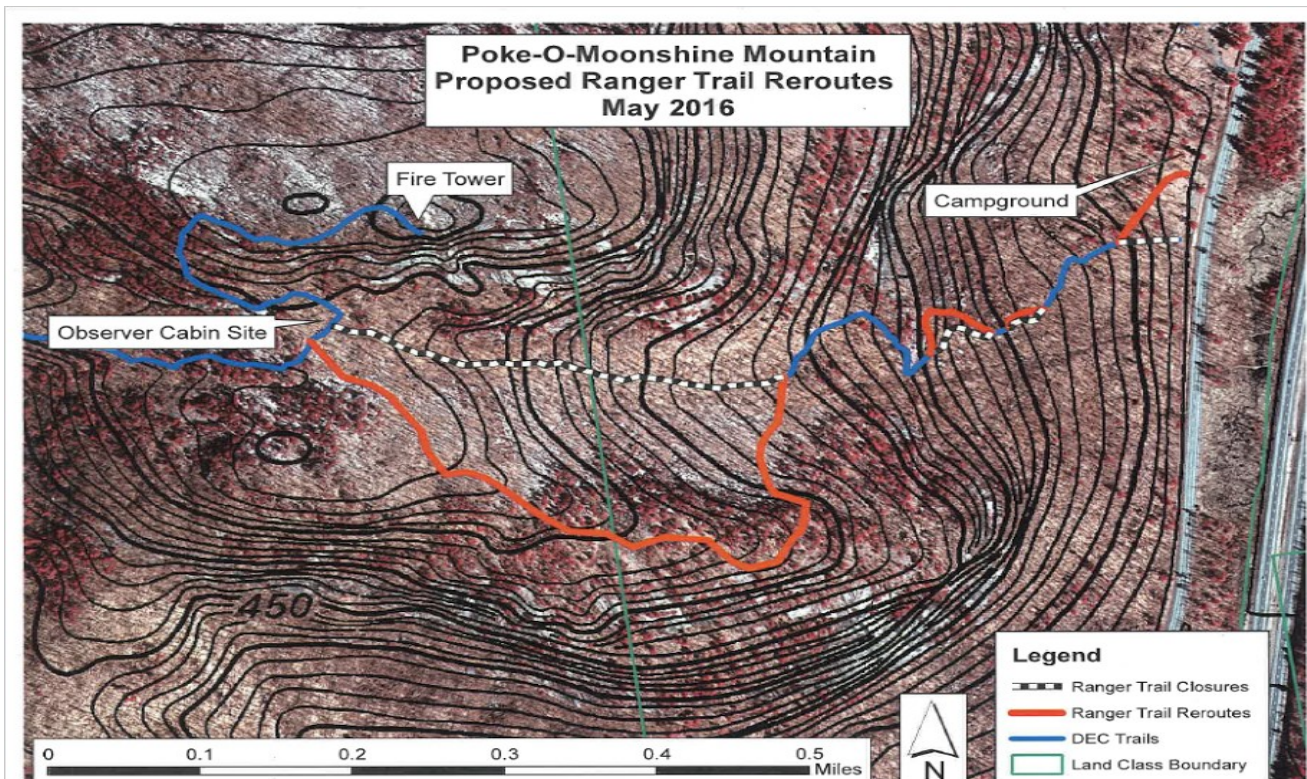 Poke-O-Moonshine Mountain
Proposed Ranger Trail Reroutes
May 2016
Fire Tower
Campground
Observer Cabin Site
450
Legend
Ranger Trail Closures
Ranger Trail Reroutes
DEC Trails
Land Class Boundary
N
0 0.1 0.2 0.3 0.4 0.5
Miles